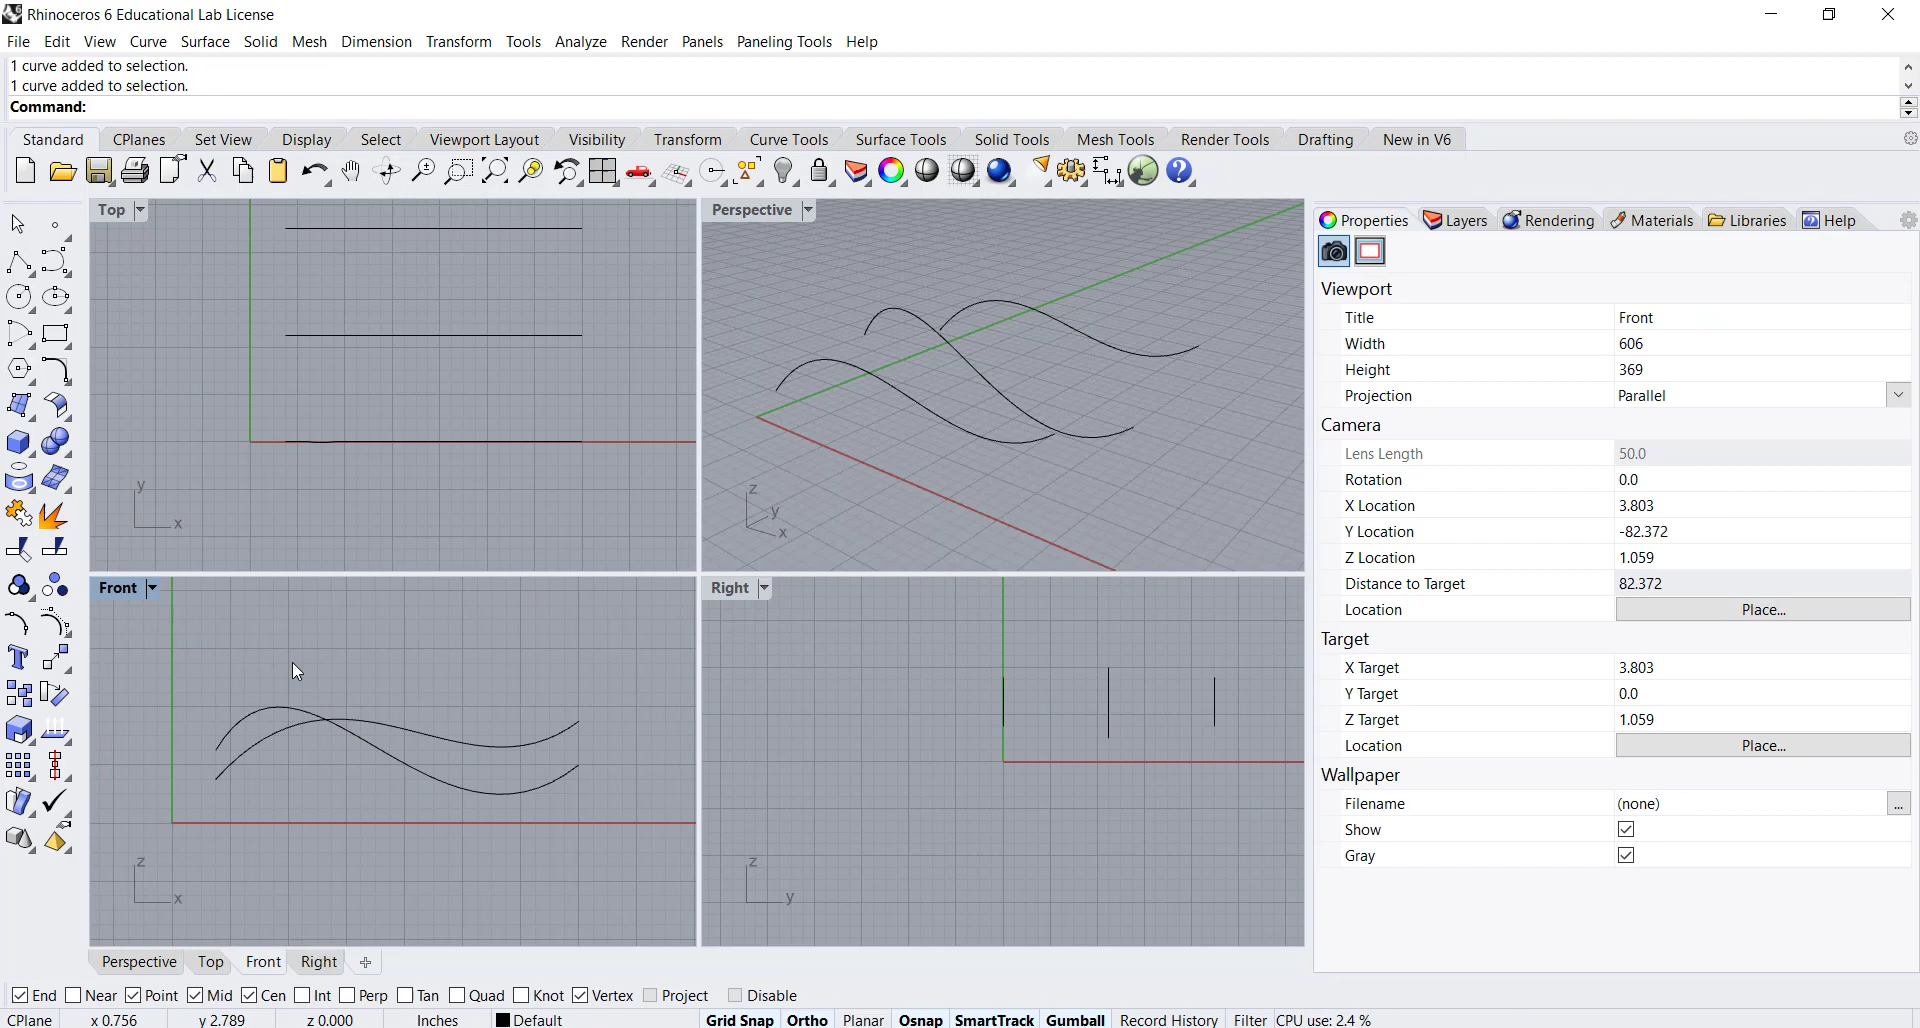 Rhinoceros 6 Educational Lab License
File Edit View Curve Surface Solid Mesh Dimension Transform Tools Analyze Render Panels Paneling Tools Help
1 curve added to selection.
1 curve added to selection.
Command:
Standard CPlanes Set View Display Select Viewport Layout Visibility Transform Curve Tools Surface Tools Solid Tools Mesh Tools Render Tools Drafting New in V6
Top
y
x
Perspective
z
y
x
Front
z
x
Right
z
y
Properties Layers Rendering Materials Libraries Help
Viewport
Title Front
Width 606
Height 369
Projection Parallel
Camera
Lens Length 50.0
Rotation 0.0
X Location 3.803
Y Location -82.372
Z Location 1.059
Distance to Target 82.372
Location Place...
Target
X Target 3.803
Y Target 0.0
Z Target 1.059
Location Place...
Wallpaper
Filename (none) ...
Show
Gray
Perspective Top Front Right
End Near Point Mid Cen Int Perp Tan Quad Knot Vertex Project Disable
CPlane x 0.756 y 2.789 z 0.000 Inches Default Grid Snap Ortho Planar Osnap SmartTrack Gumball Record History Filter CPU use: 2.4 %